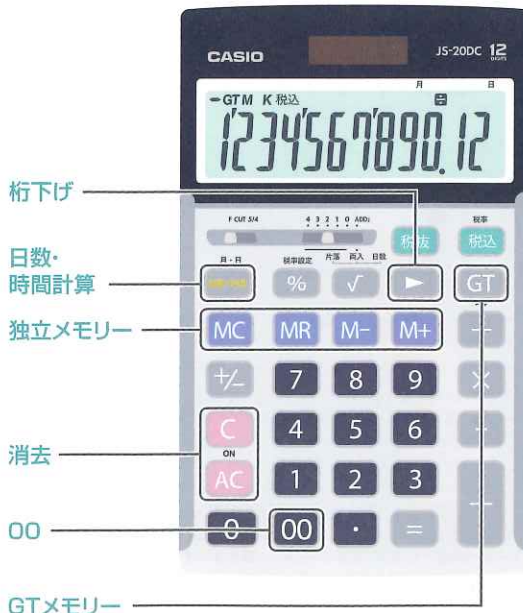 CASIO
JS-20DC 12 DIGITS
月 日
GT M K 税込
1234567890.12
桁下げ
F CUT 5/4 4 3 2 1 0 ADD₂ 税率
税抜 税込
日数・
時間計算
月・日 税率設定 片落 両入 日数
% √ ▶ GT
独立メモリー
MC MR M− M+ ÷
+/− 7 8 9 ×
消去
C 4 5 6 −
ON
AC 1 2 3 +
00
0 00 · =
GTメモリー